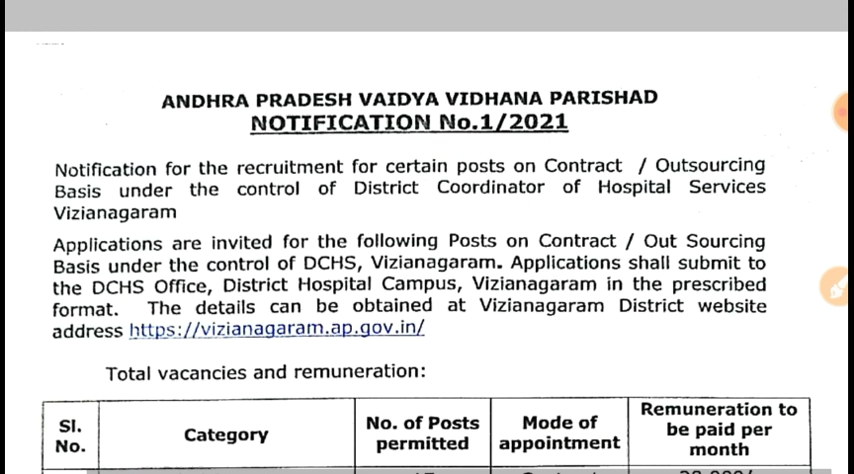 ANDHRA PRADESH VAIDYA VIDHANA PARISHAD
NOTIFICATION No.1/2021
Notification for the recruitment for certain posts on Contract / Outsourcing
Basis under the control of District Coordinator of Hospital Services
Vizianagaram
Applications are invited for the following Posts on Contract / Out Sourcing
Basis under the control of DCHS, Vizianagaram. Applications shall submit to
the DCHS Office, District Hospital Campus, Vizianagaram in the prescribed
format. The details can be obtained at Vizianagaram District website
address https://vizianagaram.ap.gov.in/
Total vacancies and remuneration:
Sl. No. Category No. of Posts permitted Mode of appointment Remuneration to be paid per month